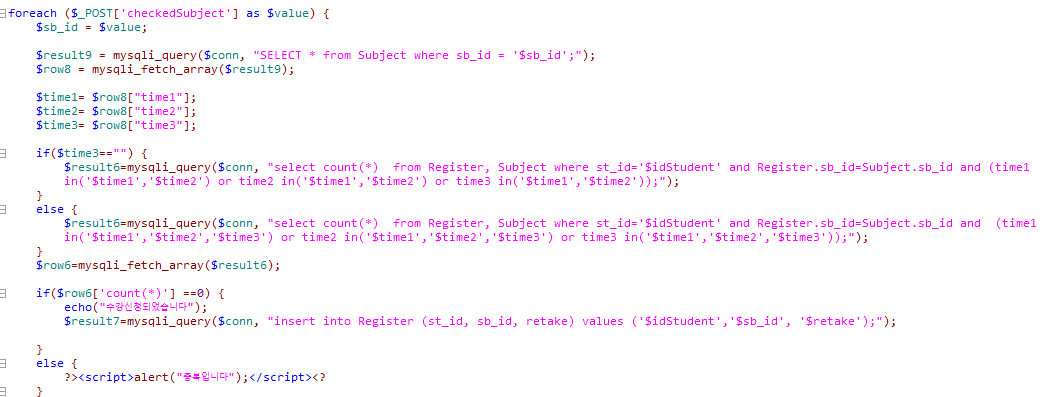 foreach ($_POST['checkedSubject'] as $value) {
$sb_id = $value;
$result9 = mysqli_query($conn, "SELECT * from Subject where sb_id = '$sb_id';");
$row8 = mysqli_fetch_array($result9);
$time1= $row8["time1"];
$time2= $row8["time2"];
$time3= $row8["time3"];
if($time3=="") {
$result6=mysqli_query($conn, "select count(*)  from Register, Subject where st_id='$idStudent' and Register.sb_id=Subject.sb_id and (time1
in('$time1','$time2') or time2 in('$time1','$time2') or time3 in('$time1','$time2'));");
}
else {
$result6=mysqli_query($conn, "select count(*)  from Register, Subject where st_id='$idStudent' and Register.sb_id=Subject.sb_id and  (time1
in('$time1','$time2','$time3') or time2 in('$time1','$time2','$time3') or time3 in('$time1','$time2','$time3'));");
}
$row6=mysqli_fetch_array($result6);
if($row6['count(*)'] ==0) {
echo("수강신청되었습니다");
$result7=mysqli_query($conn, "insert into Register (st_id, sb_id, retake) values ('$idStudent','$sb_id', '$retake');");
}
else {
?><script>alert("중복입니다");</script><?
}